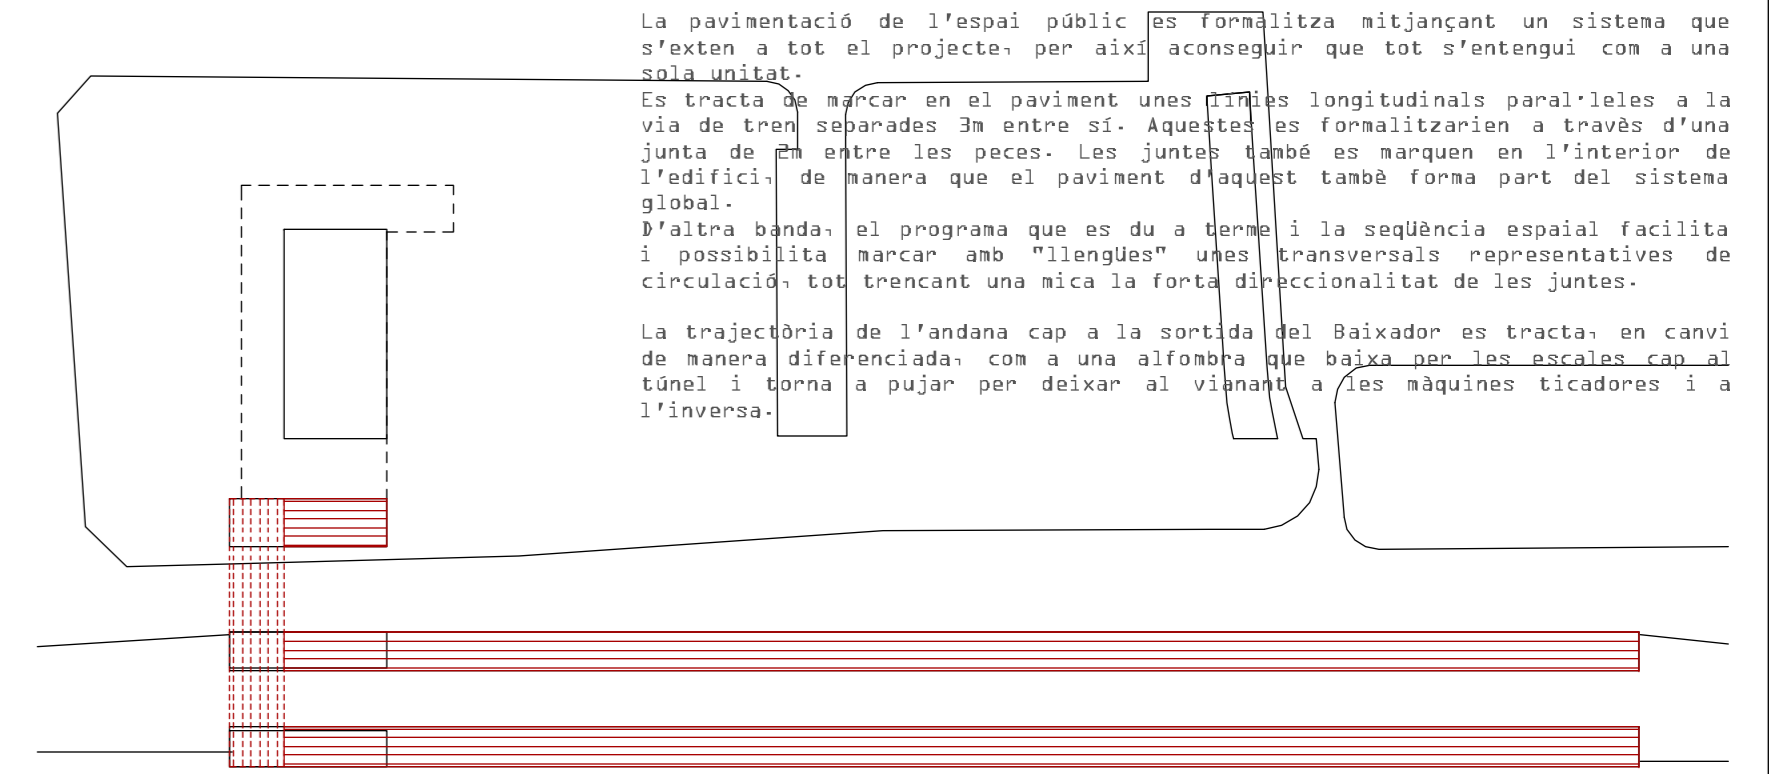 La pavimentació de l'espai públic es formalitza mitjançant un sistema que
s'exten a tot el projecte, per així aconseguir que tot s'entengui com a una
sola unitat.
Es tracta de marcar en el paviment unes línies longitudinals paral·leles a la
via de tren separades 3m entre sí. Aquestes es formalitzarien a travès d'una
junta de 2m entre les peces. Les juntes també es marquen en l'interior de
l'edifici, de manera que el paviment d'aquest tambè forma part del sistema
global.
D'altra banda, el programa que es du a terme i la seqüència espaial facilita
i possibilita marcar amb "llengües" unes transversals representatives de
circulació, tot trencant una mica la forta direccionalitat de les juntes.
La trajectòria de l'andana cap a la sortida del Baixador es tracta, en canvi
de manera diferenciada, com a una alfombra que baixa per les escales cap al
túnel i torna a pujar per deixar al vianant a les màquines ticadores i a
l'inversa.